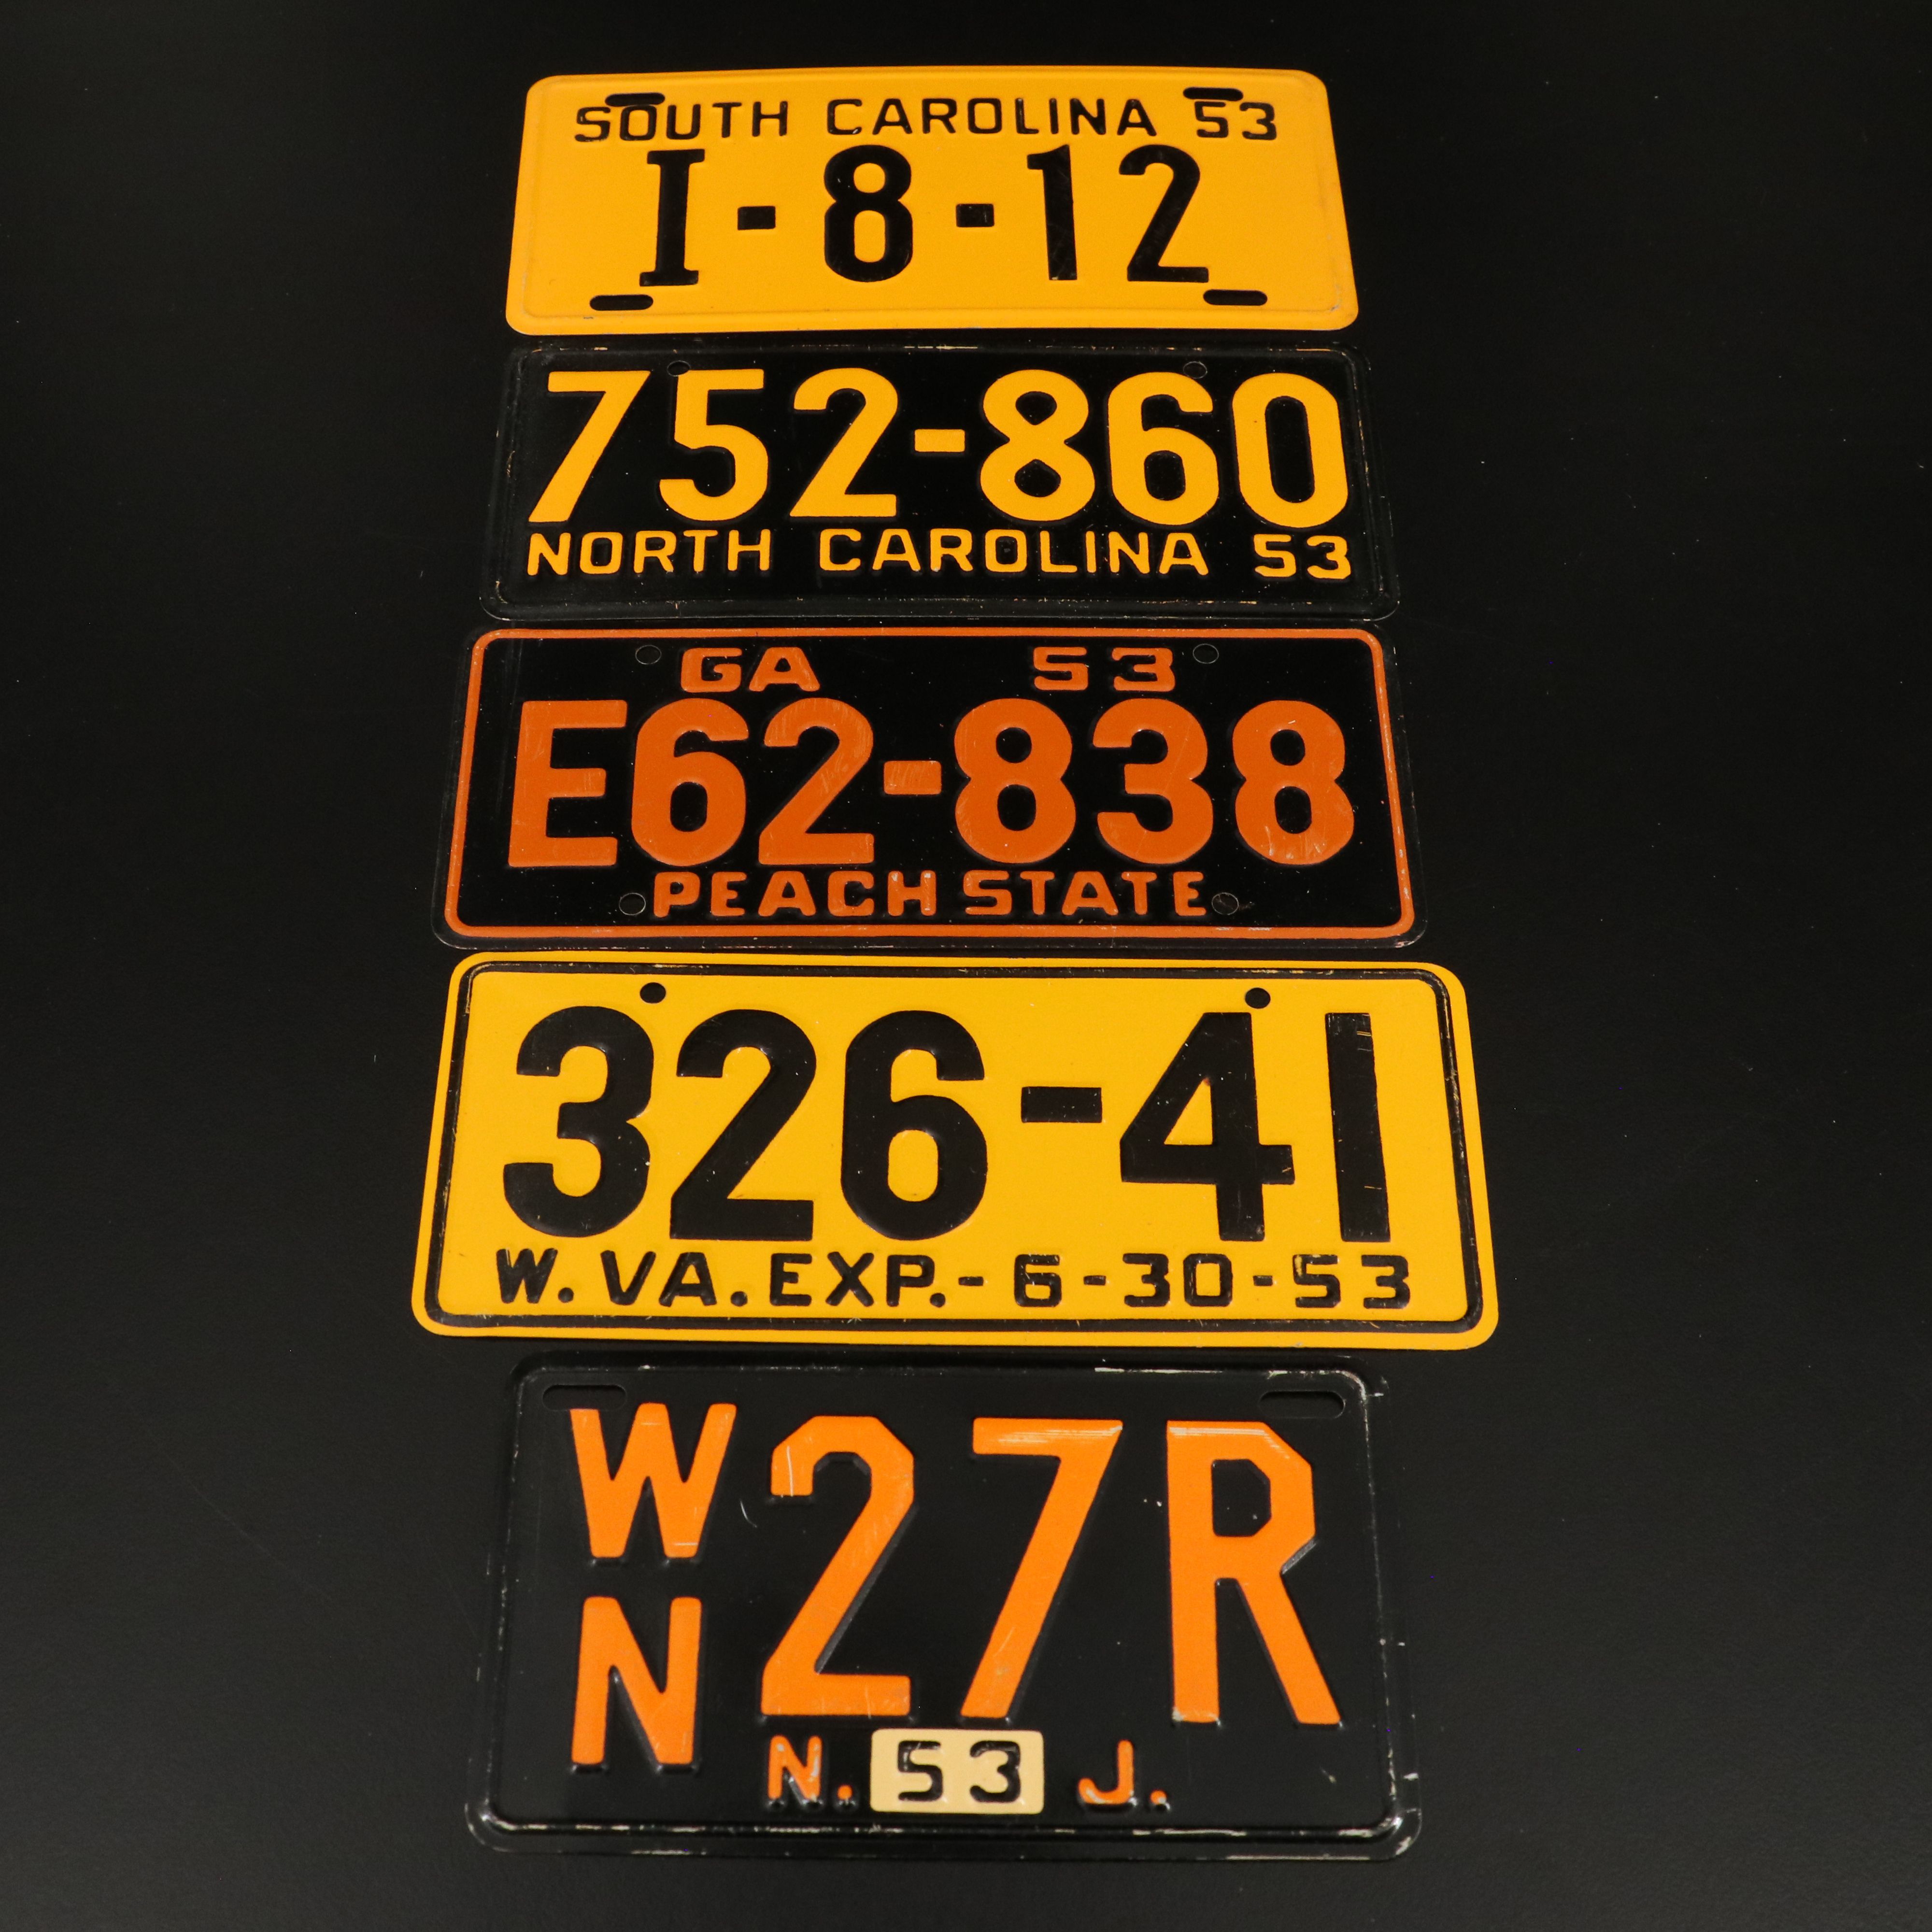 SOUTH CAROLINA 53
I-8-12
752-860
NORTH CAROLINA 53
GA 53
E62-838
PEACH STATE
326-41
W.VA.EXP.-6-30-53
WN 27R
N. 53 J.